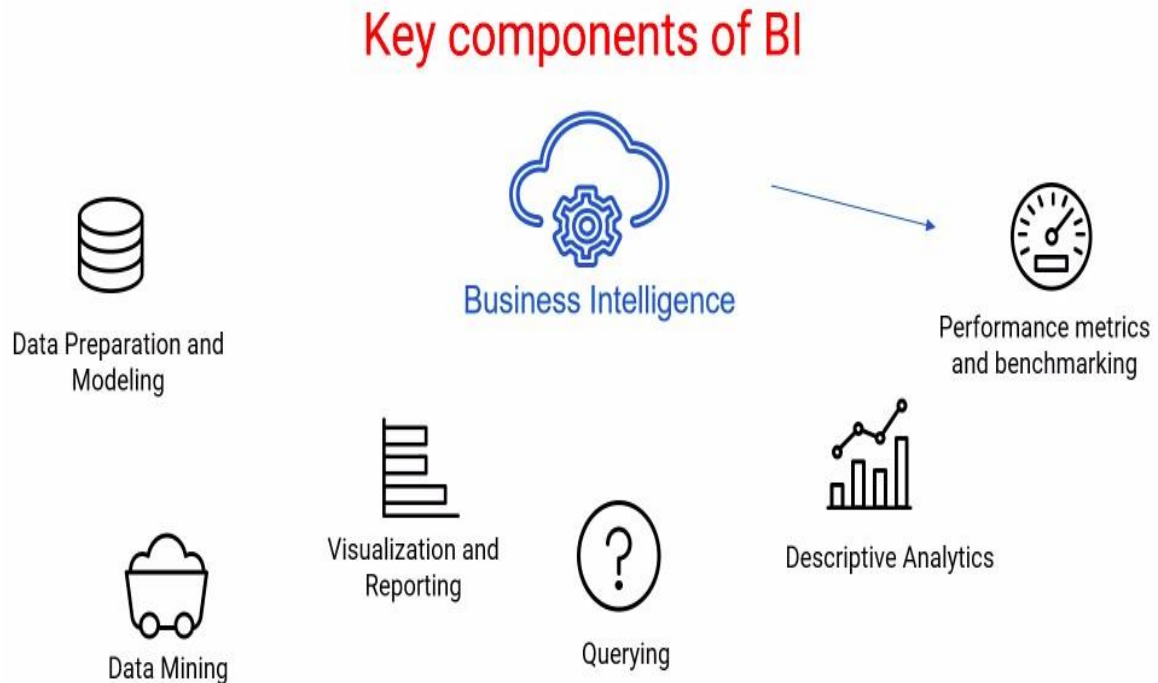 Key components of BI
Business Intelligence
Data Preparation and
Modeling
Performance metrics
and benchmarking
Visualization and
Reporting
Descriptive Analytics
Data Mining
Querying